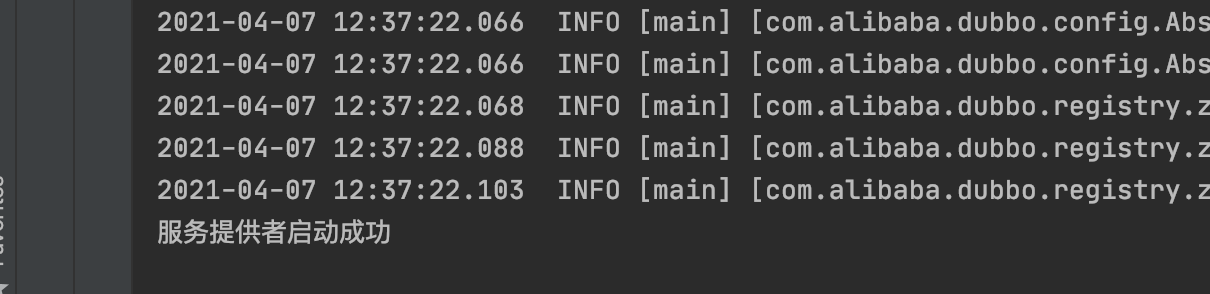 2021-04-07 12:37:22.066  INFO [main] [com.alibaba.dubbo.config.Abs
2021-04-07 12:37:22.066  INFO [main] [com.alibaba.dubbo.config.Abs
2021-04-07 12:37:22.068  INFO [main] [com.alibaba.dubbo.registry.z
2021-04-07 12:37:22.088  INFO [main] [com.alibaba.dubbo.registry.z
2021-04-07 12:37:22.103  INFO [main] [com.alibaba.dubbo.registry.z
服务提供者启动成功